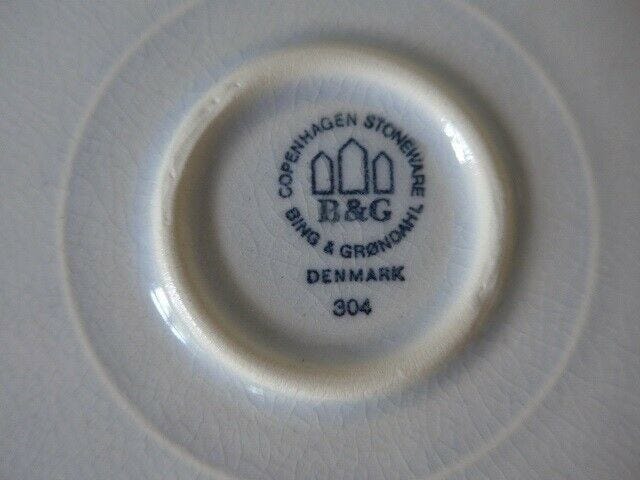 COPENHAGEN STONEWARE
B&G
BING & GRØNDAHL
DENMARK
304